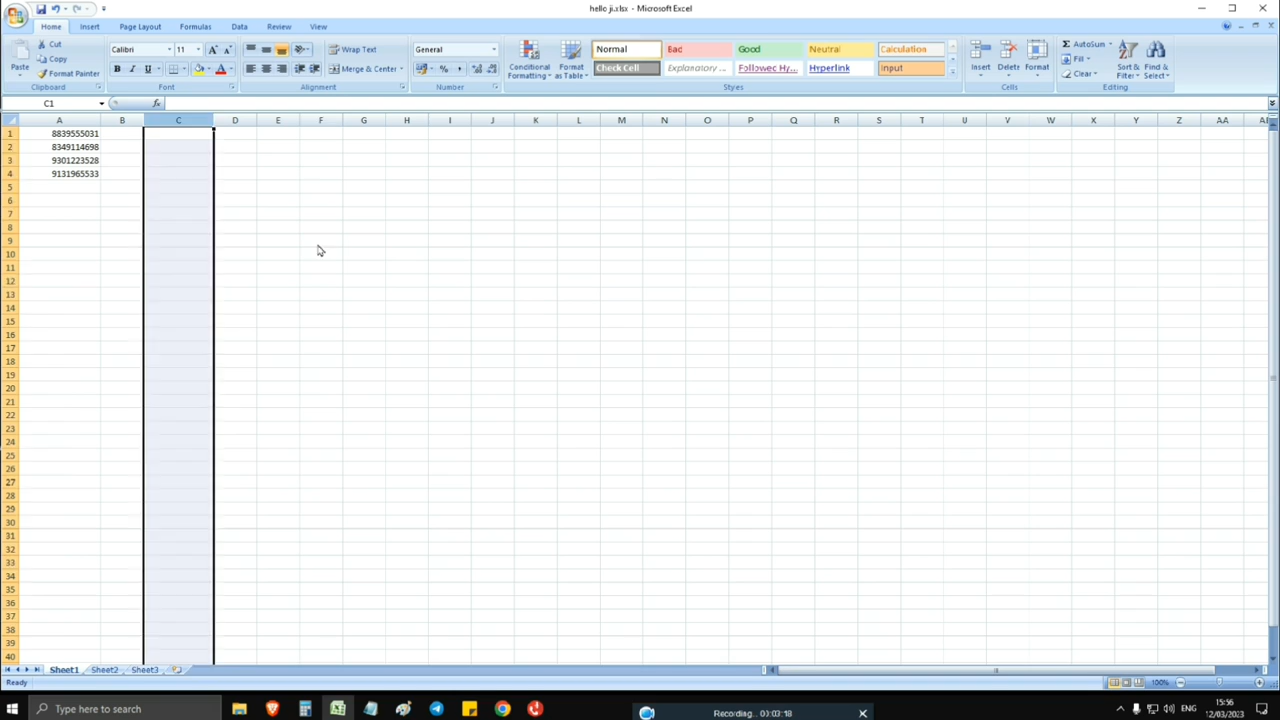 hello ji.xlsx - Microsoft Excel
Home Insert Page Layout Formulas Data Review View
Paste
Cut
Copy
Format Painter
Clipboard
Calibri 11
B I U
Font
Wrap Text
Merge & Center
Alignment
General
Number
Conditional Formatting
Format as Table
Normal Bad Good Neutral Calculation
Check Cell Explanatory ... Followed Hy... Hyperlink Input
Styles
Insert Delete Format
Cells
AutoSum
Fill
Clear
Sort & Filter
Find & Select
Editing
C1 fx
A B C D E F G H I J K L M N O P Q R S T U V W X Y Z AA
1 8839555031
2 8349114698
3 9301223528
4 9131965533
5
6
7
8
9
10
11
12
13
14
15
16
17
18
19
20
21
22
23
24
25
26
27
28
29
30
31
32
33
34
35
36
37
38
39
40
Sheet1 Sheet2 Sheet3
Ready 100%
Type here to search
Recording... 00:03:18
ENG
15:56
12/03/2023